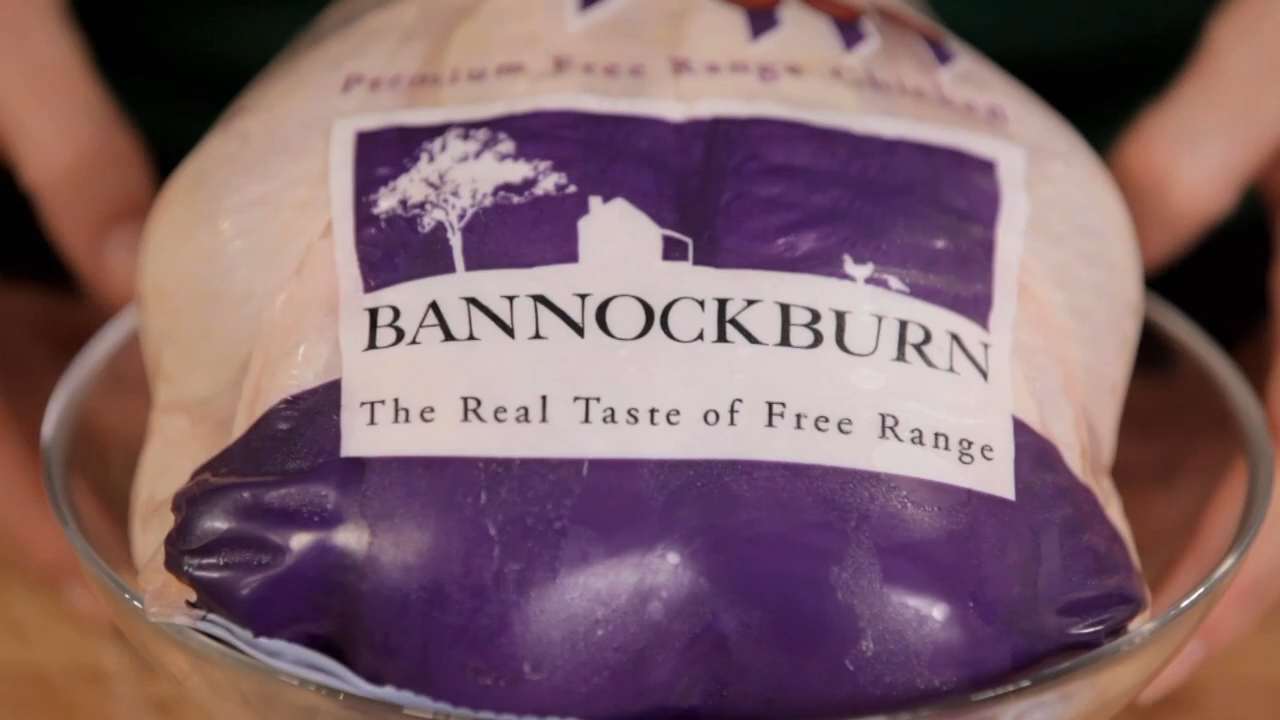 Premium Free Range Chicken
BANNOCKBURN
The Real Taste of Free Range